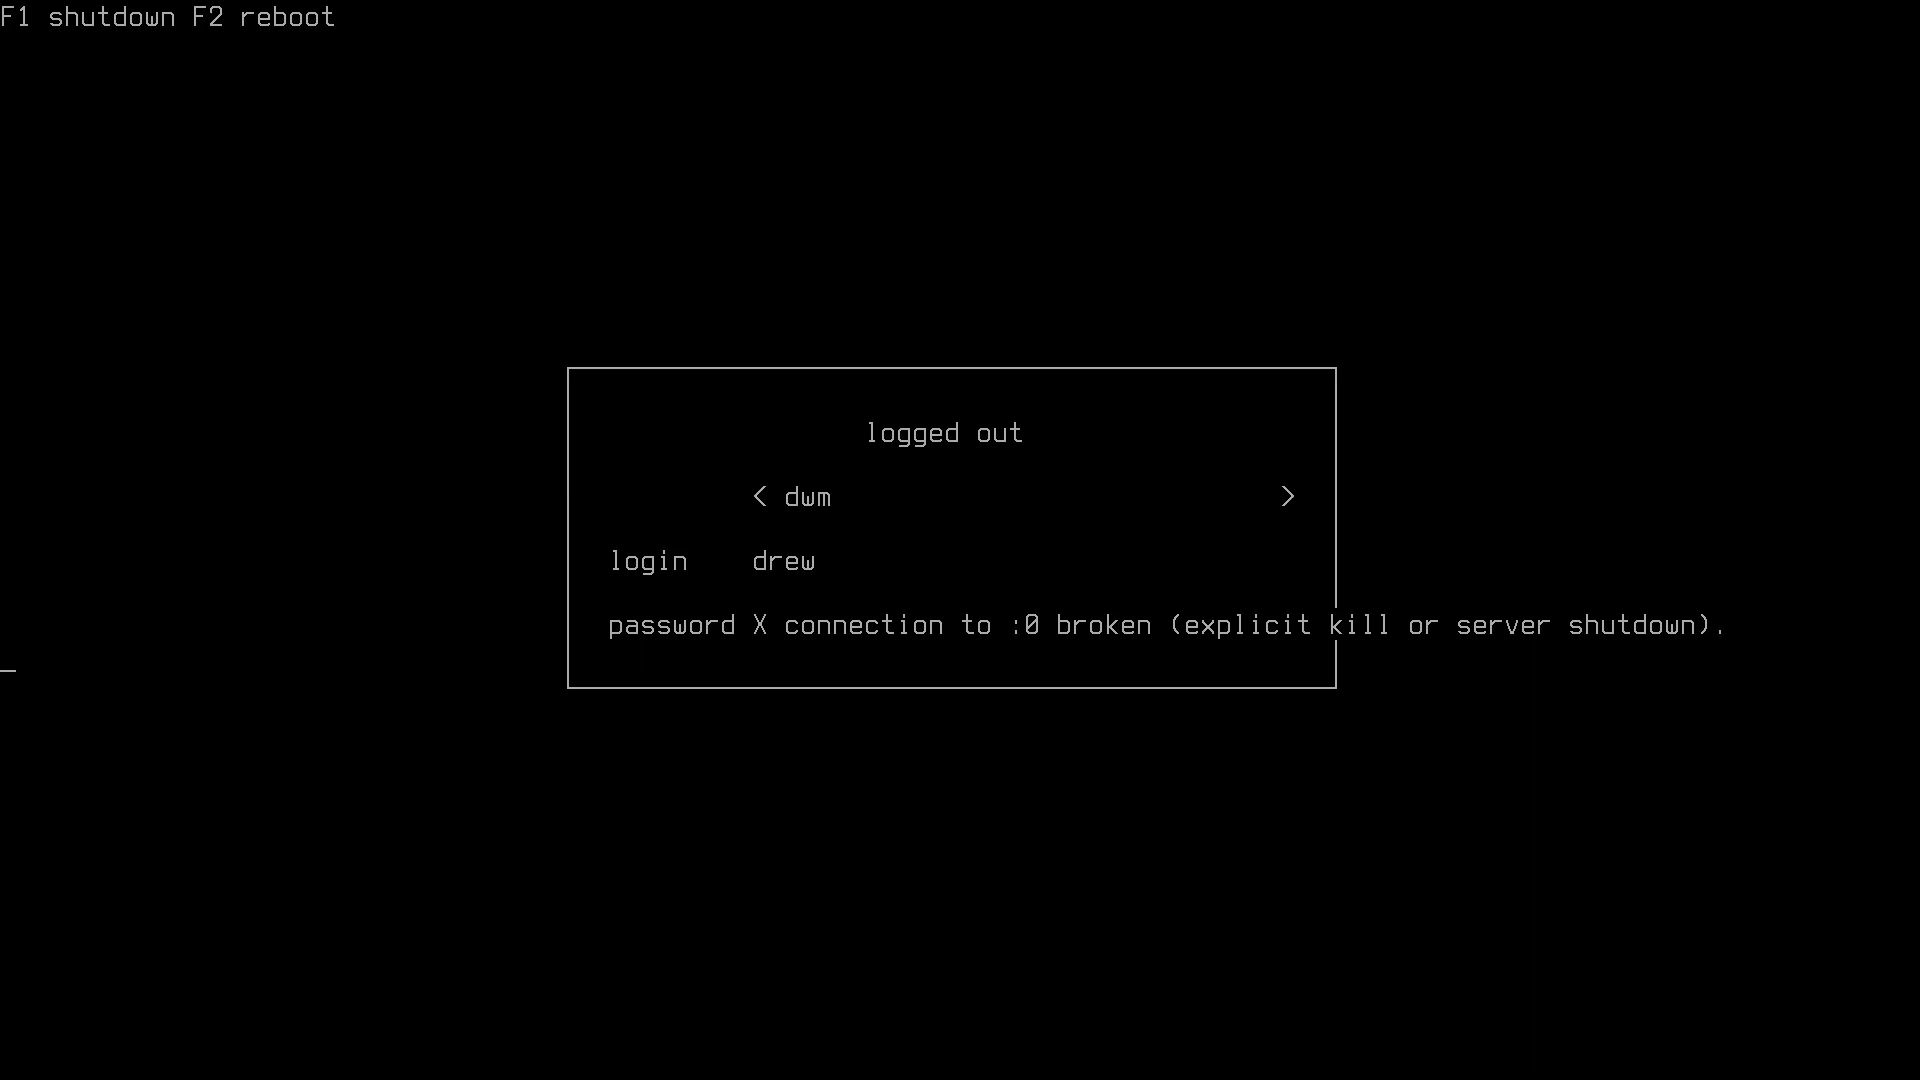 F1 shutdown F2 reboot
logged out
< dwm >
login drew
password X connection to :0 broken (explicit kill or server shutdown).
_